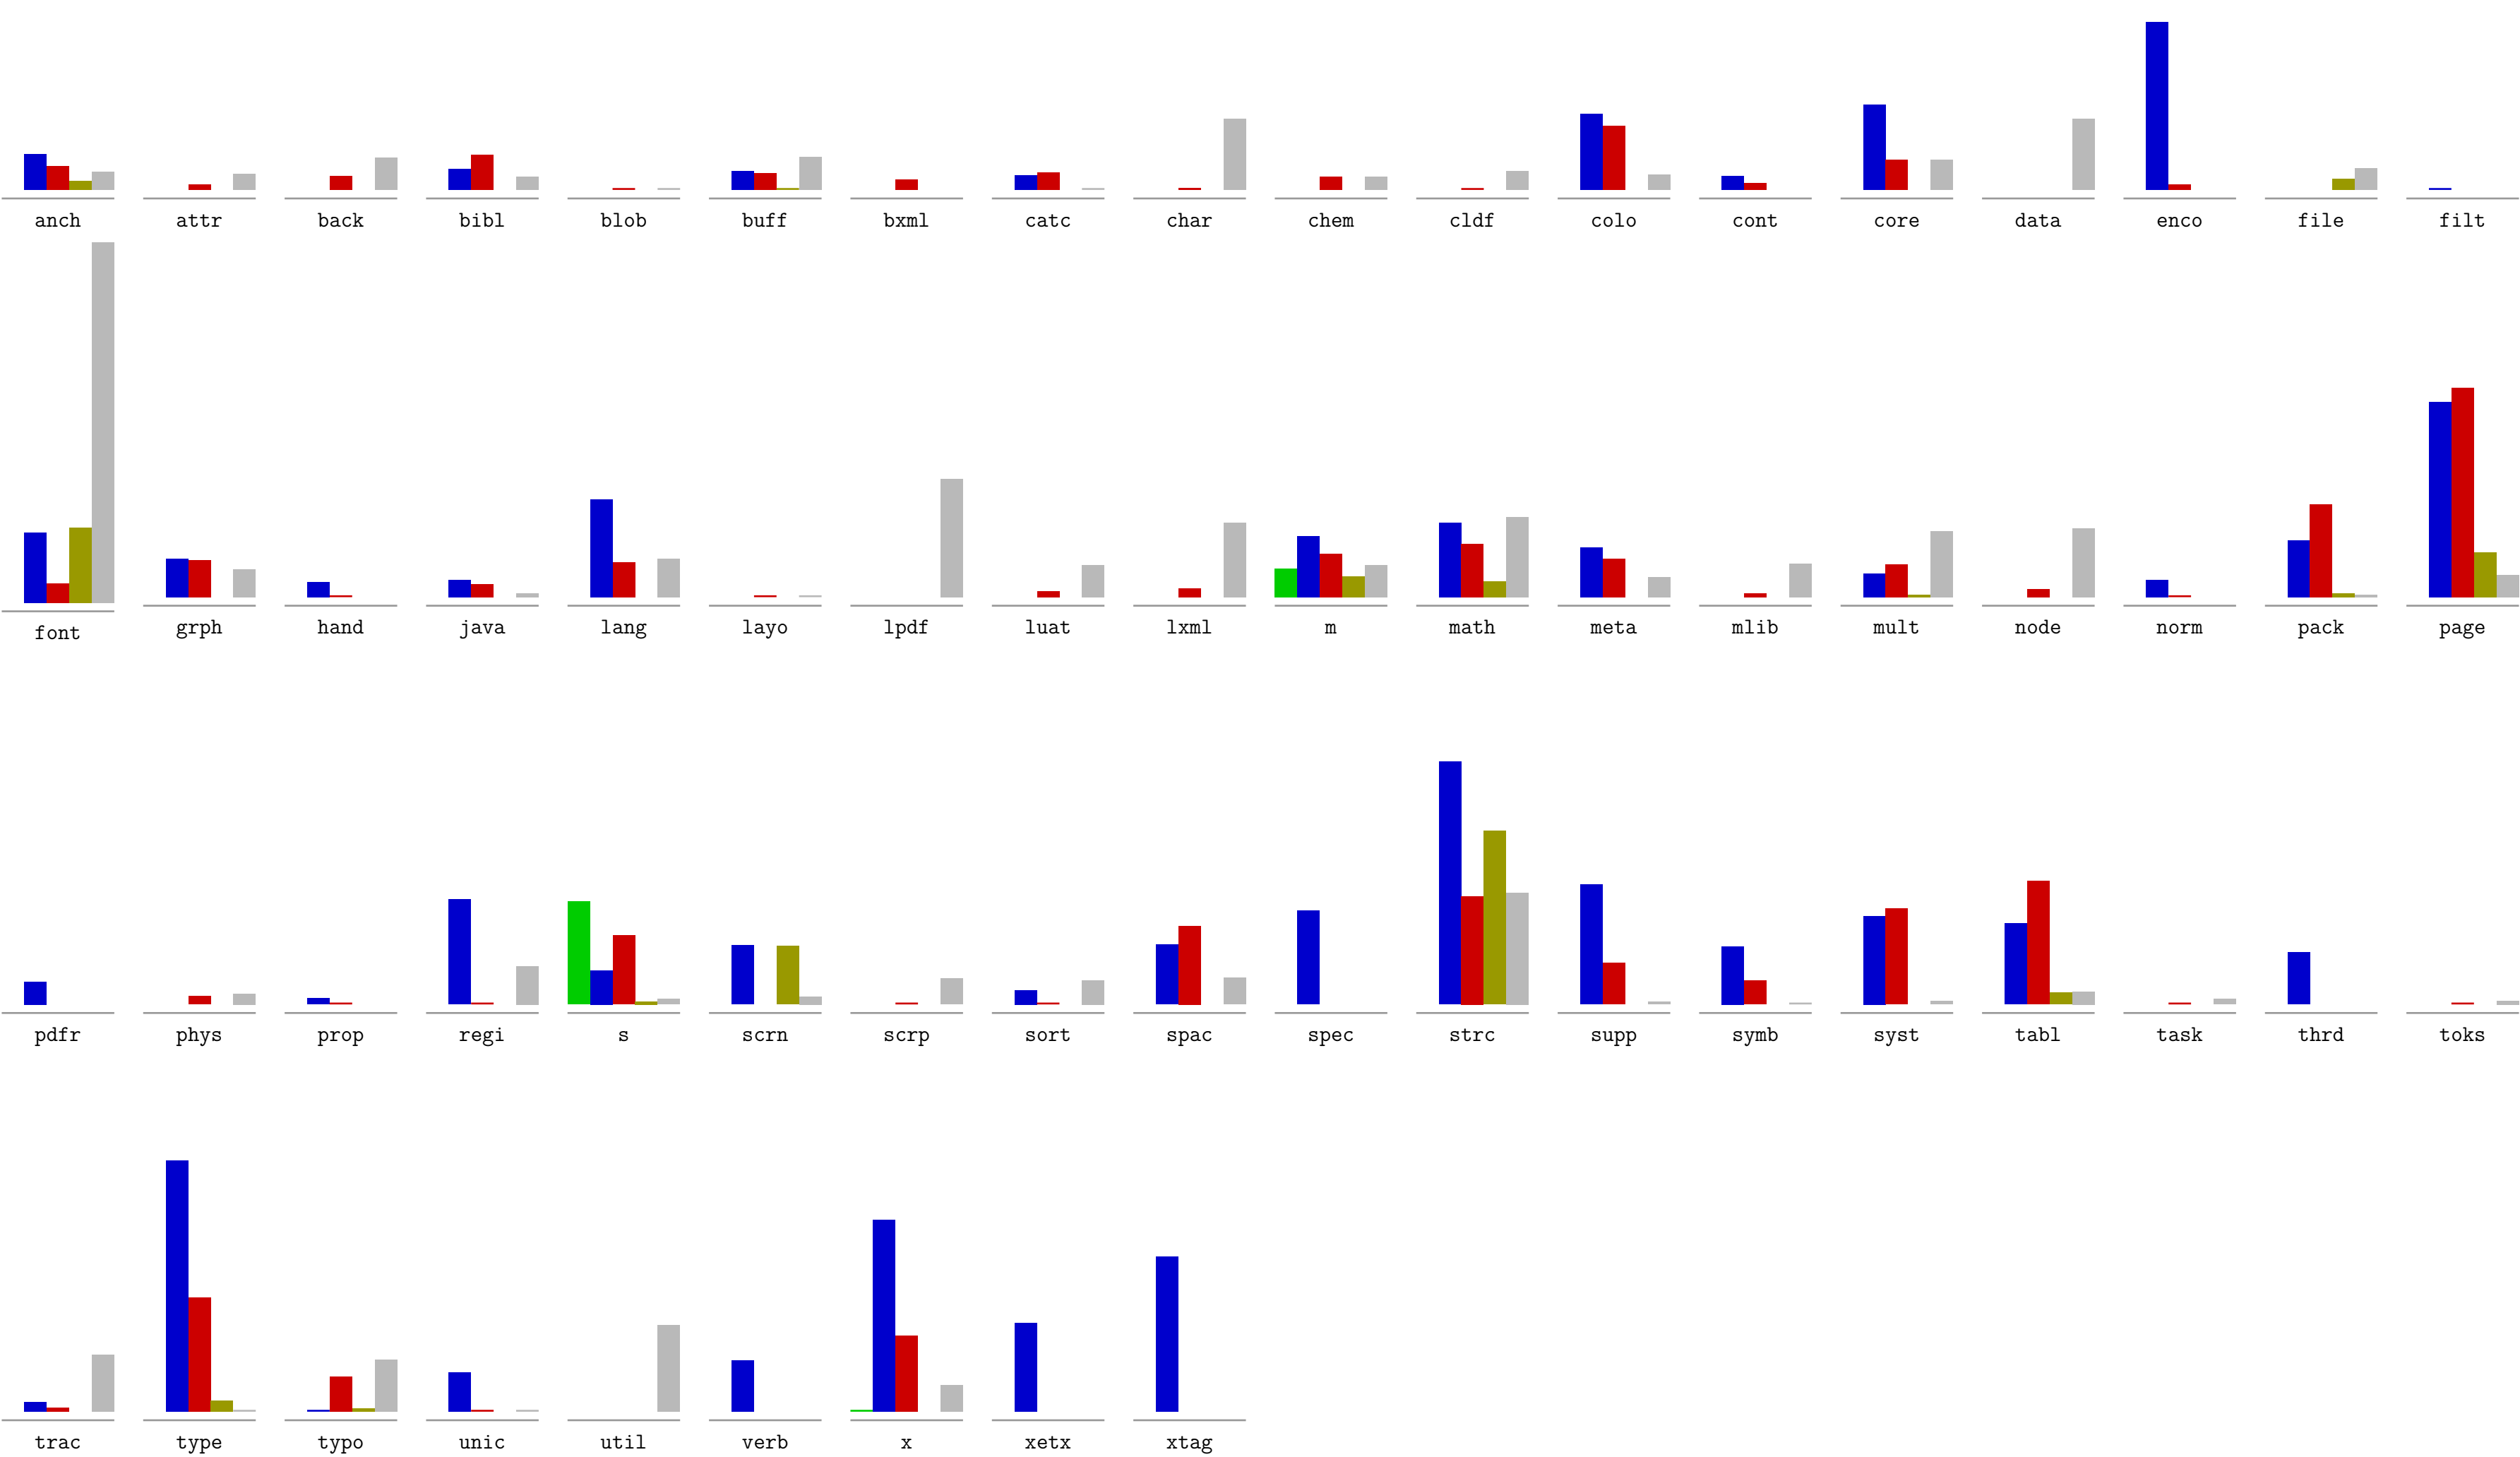 anch attr back bibl blob buff bxml catc char chem cldf colo cont core data enco file filt
font grph hand java lang layo lpdf luat lxml m math meta mlib mult node norm pack page
pdfr phys prop regi s scrn scrp sort spac spec strc supp symb syst tabl task thrd toks
trac type typo unic util verb x xetx xtag